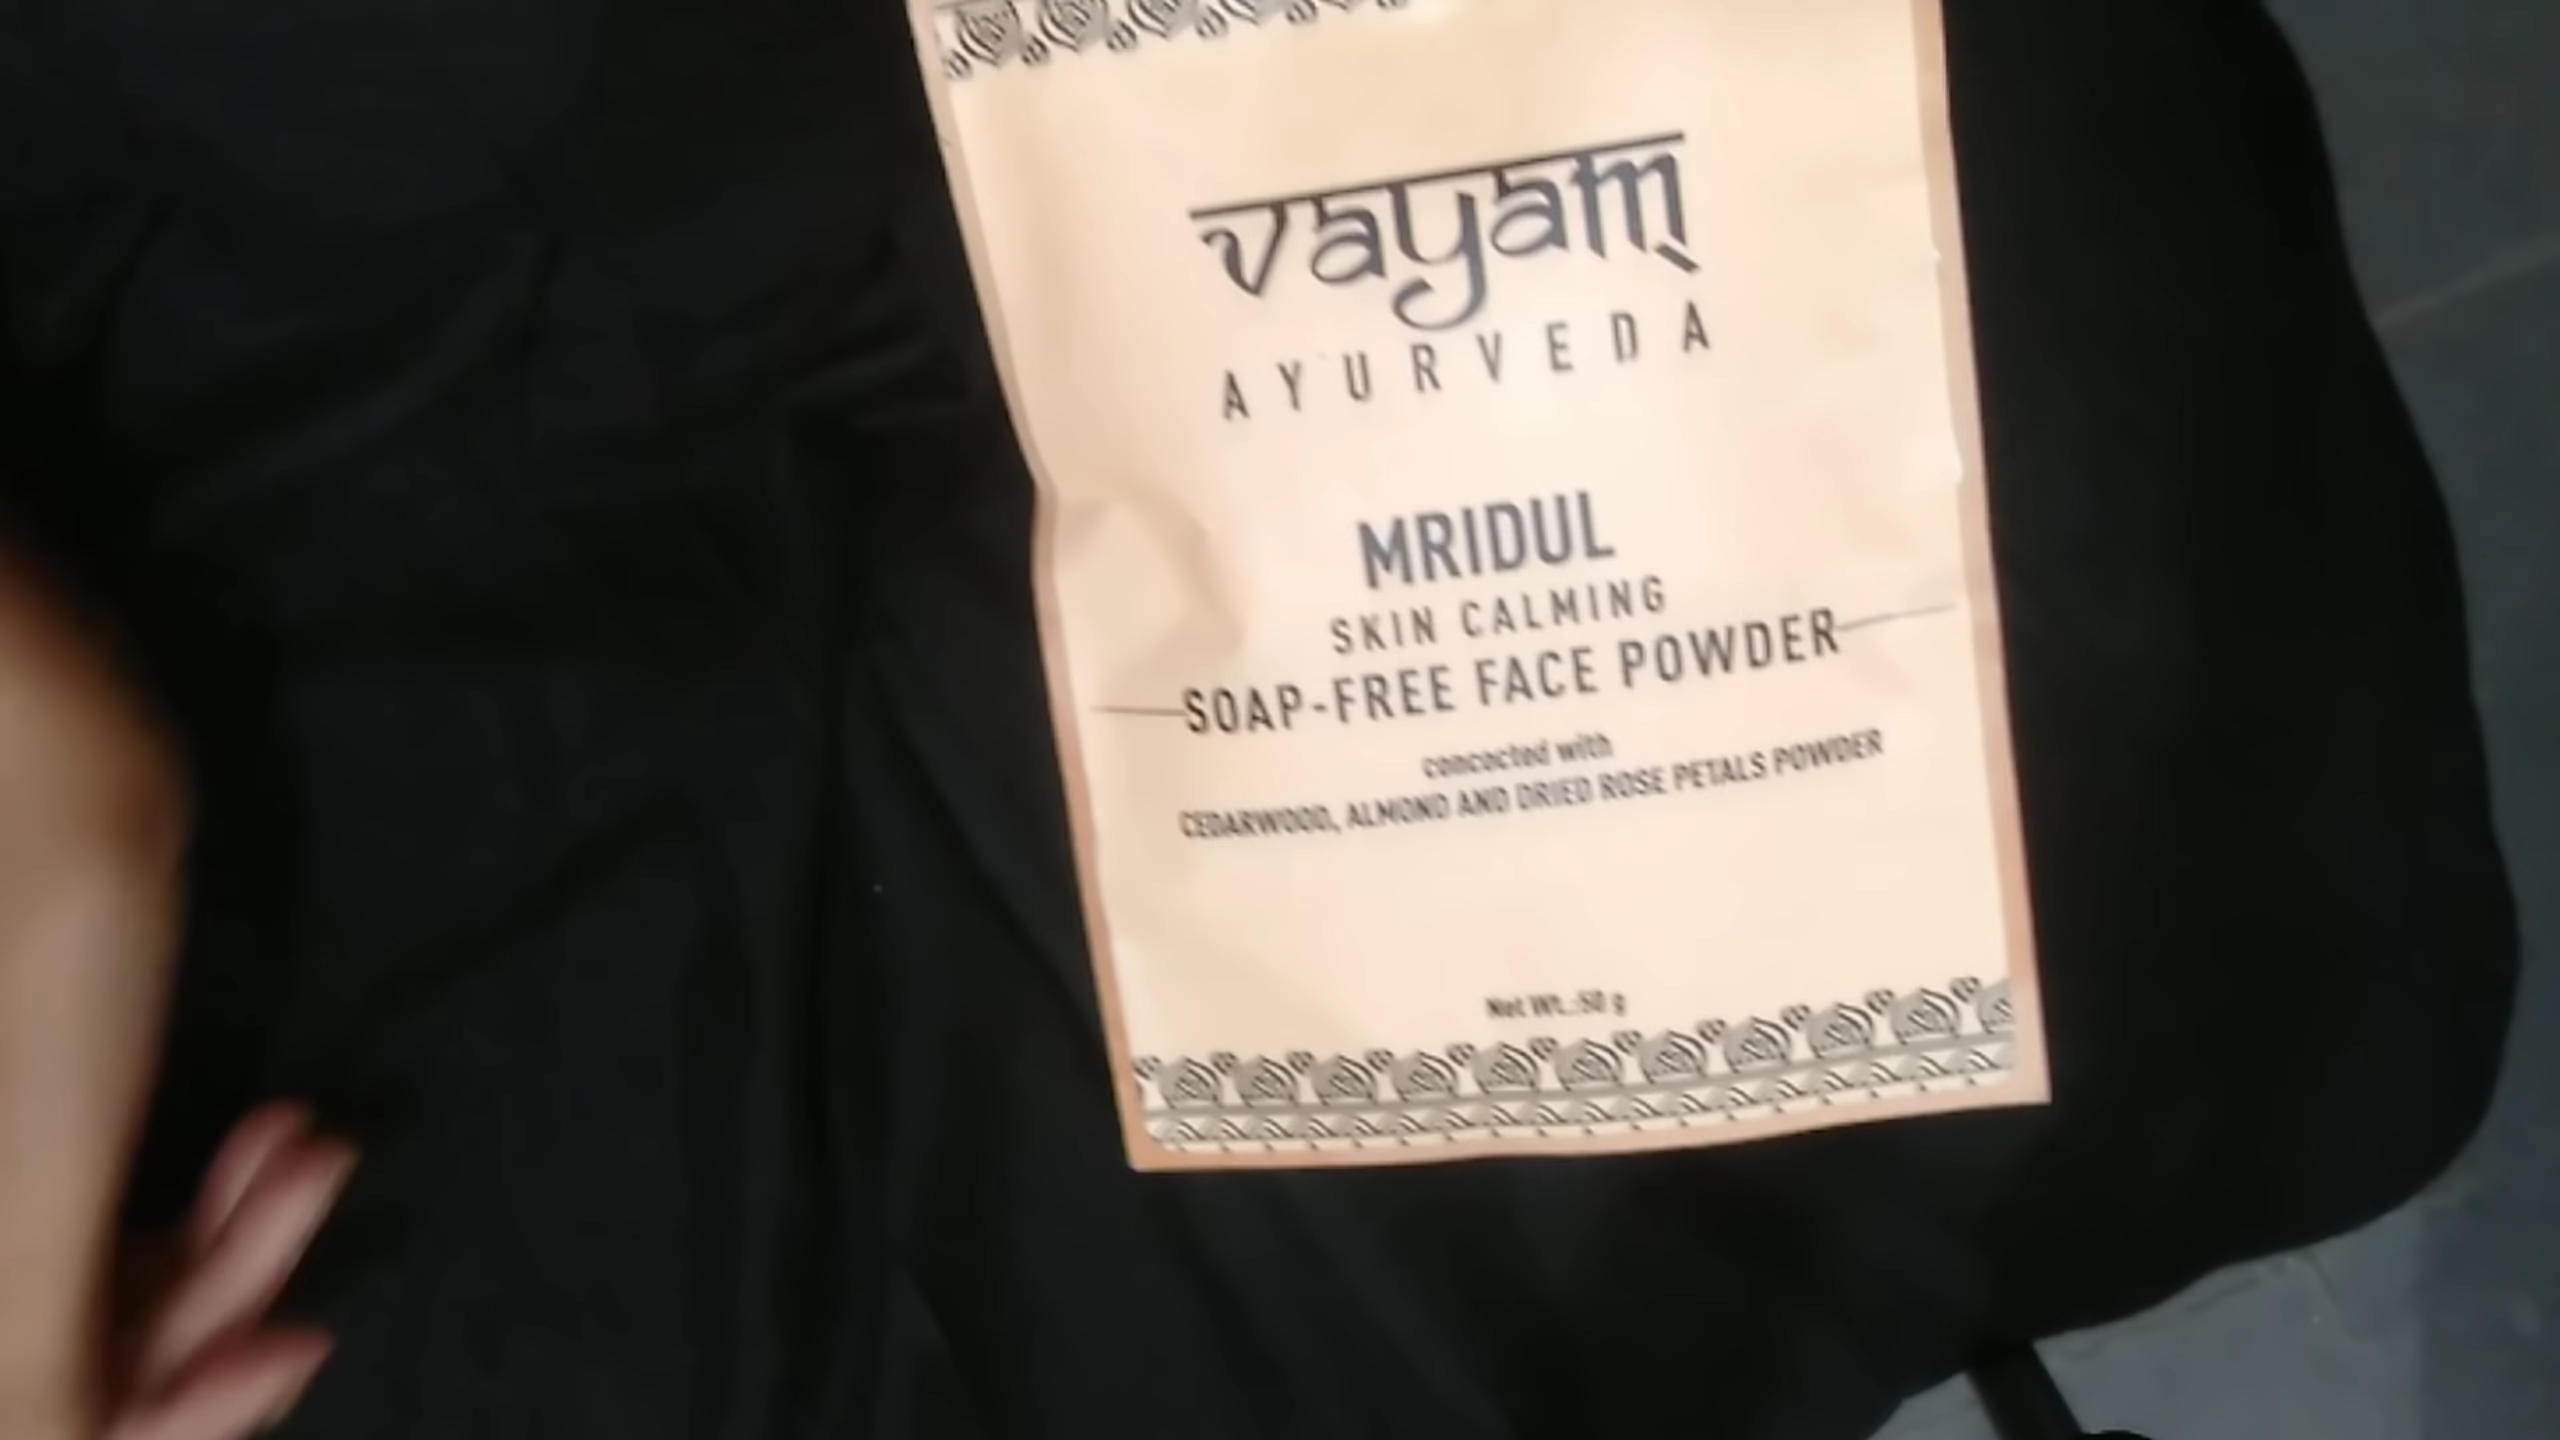 vayam
AYURVEDA
MRIDUL
SKIN CALMING
SOAP-FREE FACE POWDER
concocted with
CEDARWOOD, ALMOND AND DRIED ROSE PETALS POWDER
Net Wt.:50 g